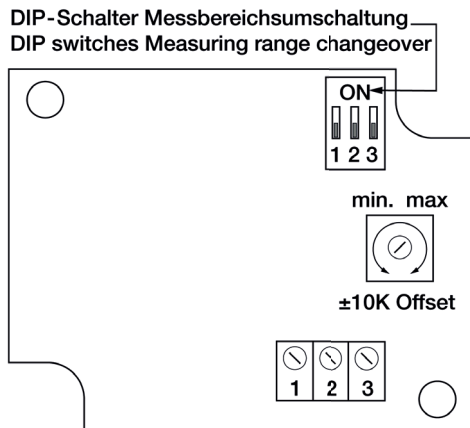 DIP-Schalter Messbereichsumschaltung
DIP switches Measuring range changeover
ON
1 2 3
min. max
±10K Offset
1 2 3